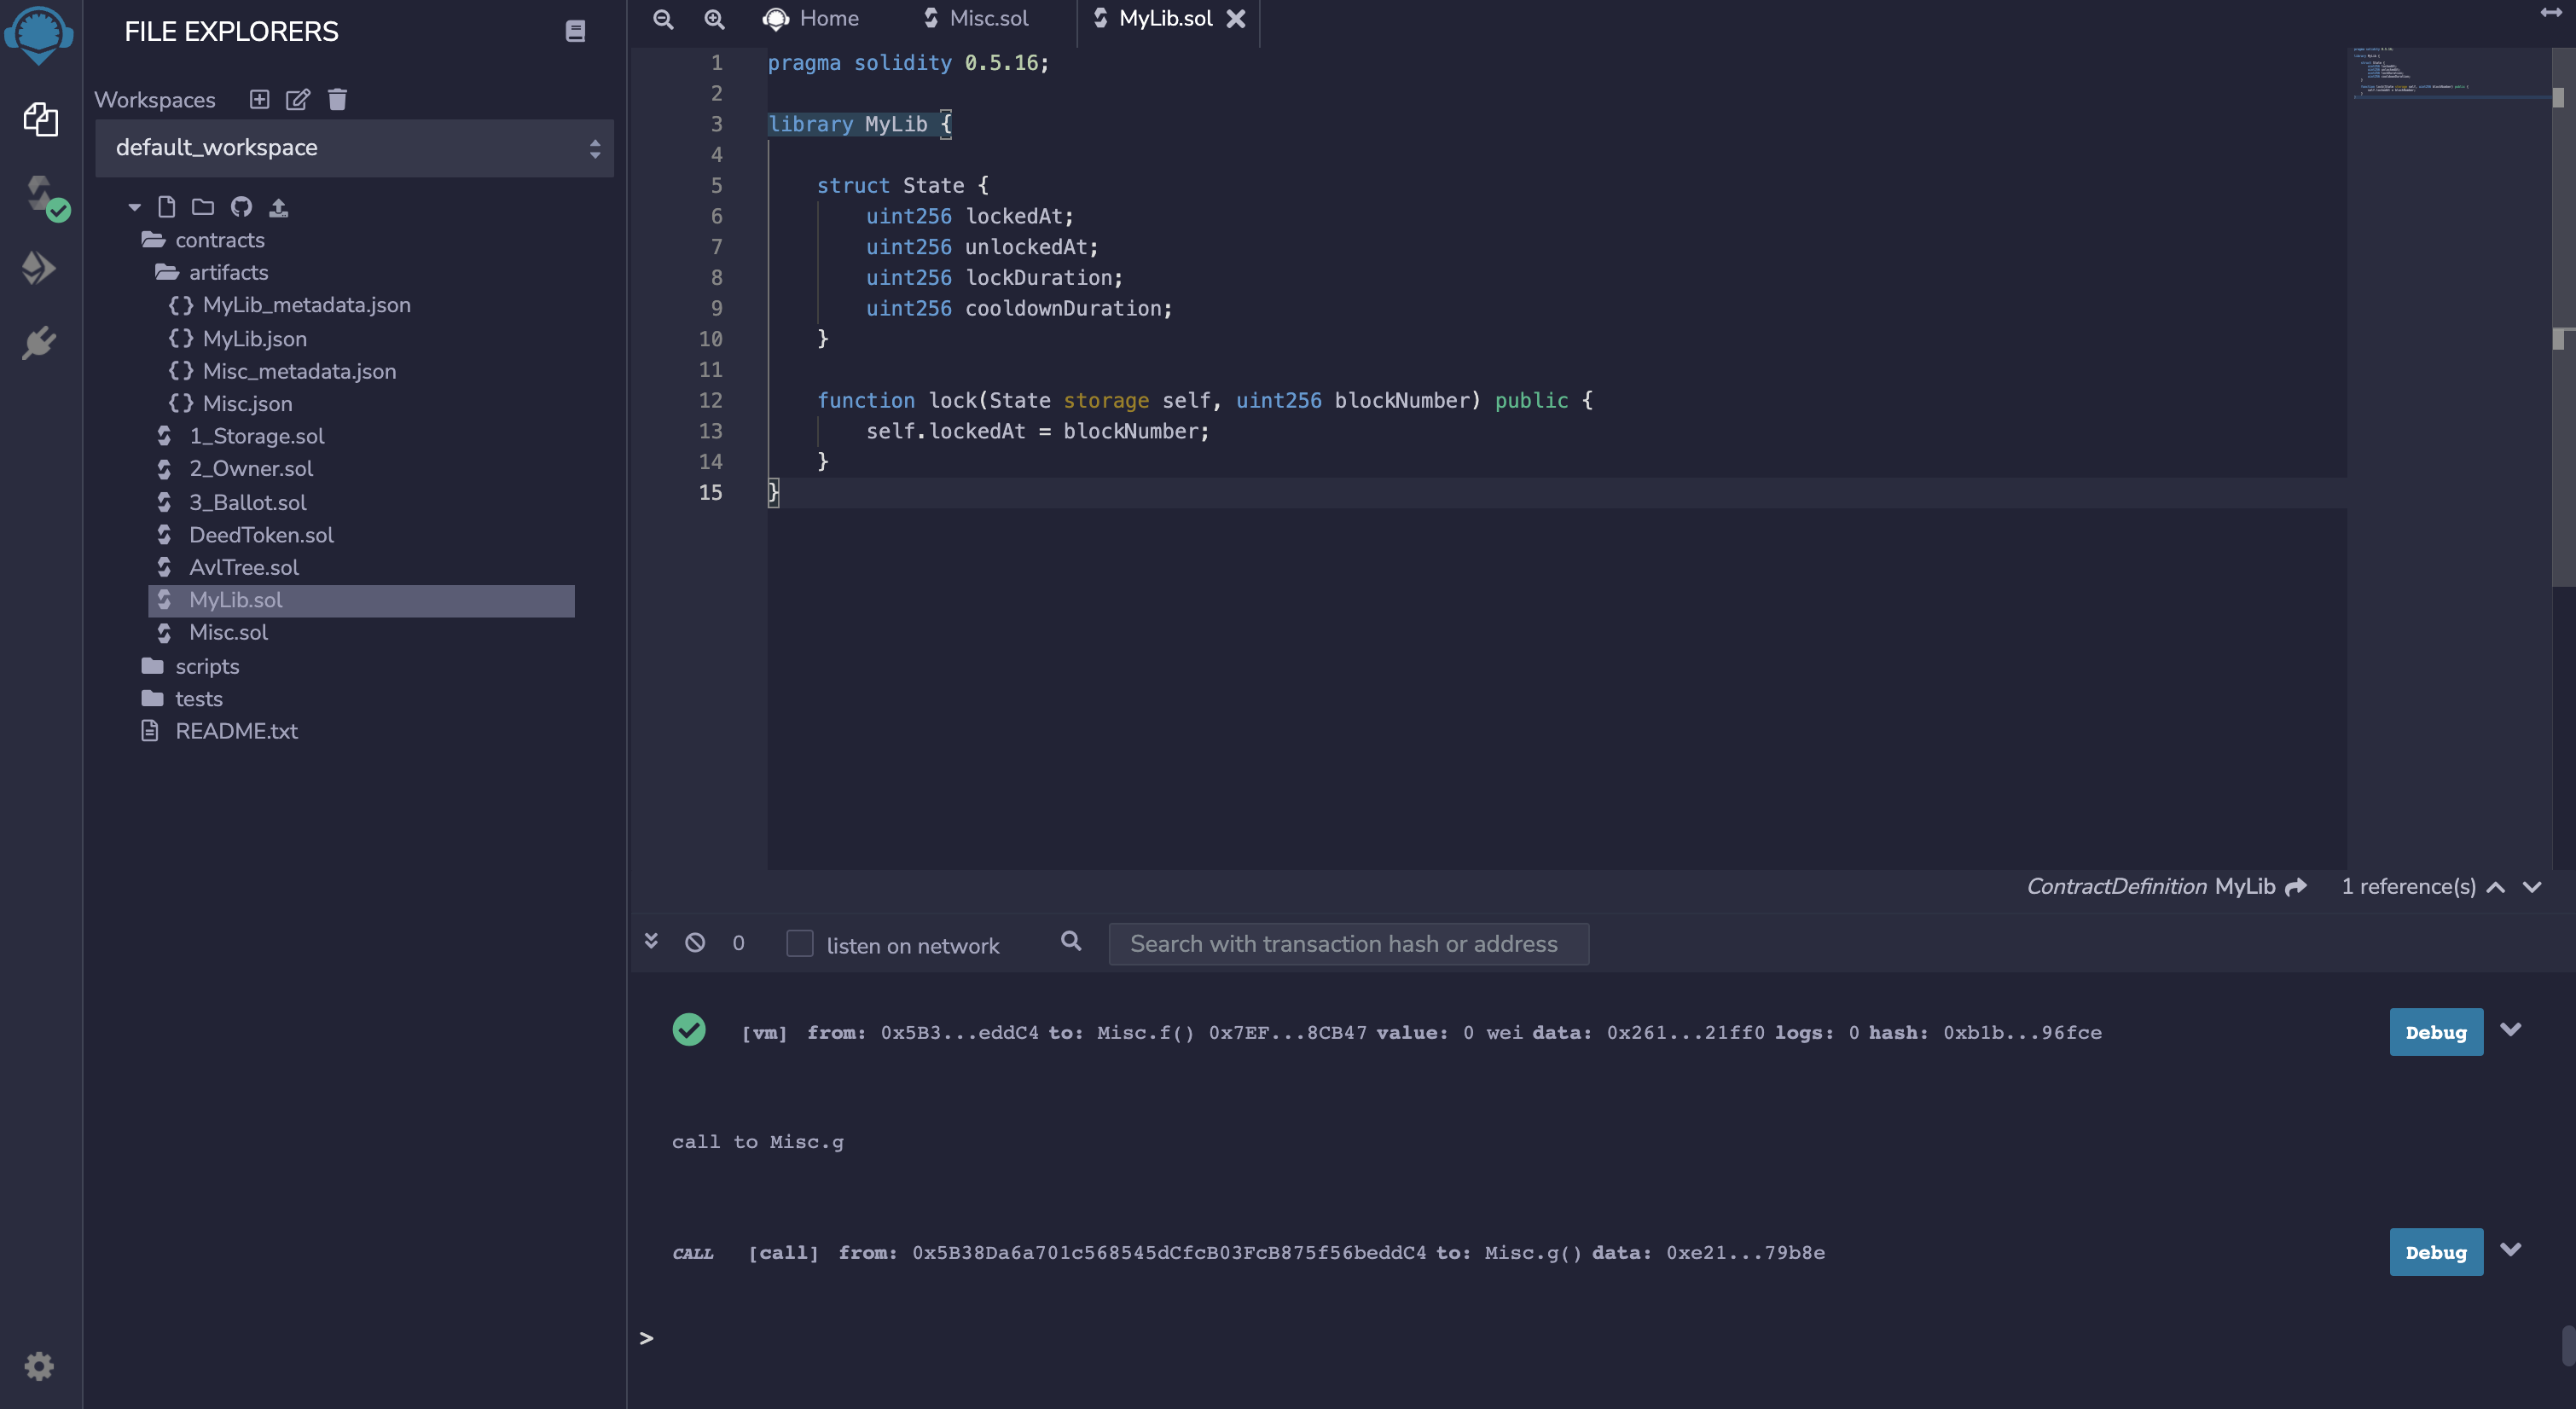 FILE EXPLORERS
Workspaces
default_workspace
contracts
artifacts
MyLib_metadata.json
MyLib.json
Misc_metadata.json
Misc.json
1_Storage.sol
2_Owner.sol
3_Ballot.sol
DeedToken.sol
AvlTree.sol
MyLib.sol
Misc.sol
scripts
tests
README.txt
Home Misc.sol MyLib.sol
1 pragma solidity 0.5.16;
2
3 library MyLib {
4
5 struct State {
6 uint256 lockedAt;
7 uint256 unlockedAt;
8 uint256 lockDuration;
9 uint256 cooldownDuration;
10 }
11
12 function lock(State storage self, uint256 blockNumber) public {
13 self.lockedAt = blockNumber;
14 }
15 }
ContractDefinition MyLib 1 reference(s)
0 listen on network Search with transaction hash or address
[vm] from: 0x5B3...eddC4 to: Misc.f() 0x7EF...8CB47 value: 0 wei data: 0x261...21ff0 logs: 0 hash: 0xb1b...96fce Debug
call to Misc.g
CALL [call] from: 0x5B38Da6a701c568545dCfcB03FcB875f56beddC4 to: Misc.g() data: 0xe21...79b8e Debug
>